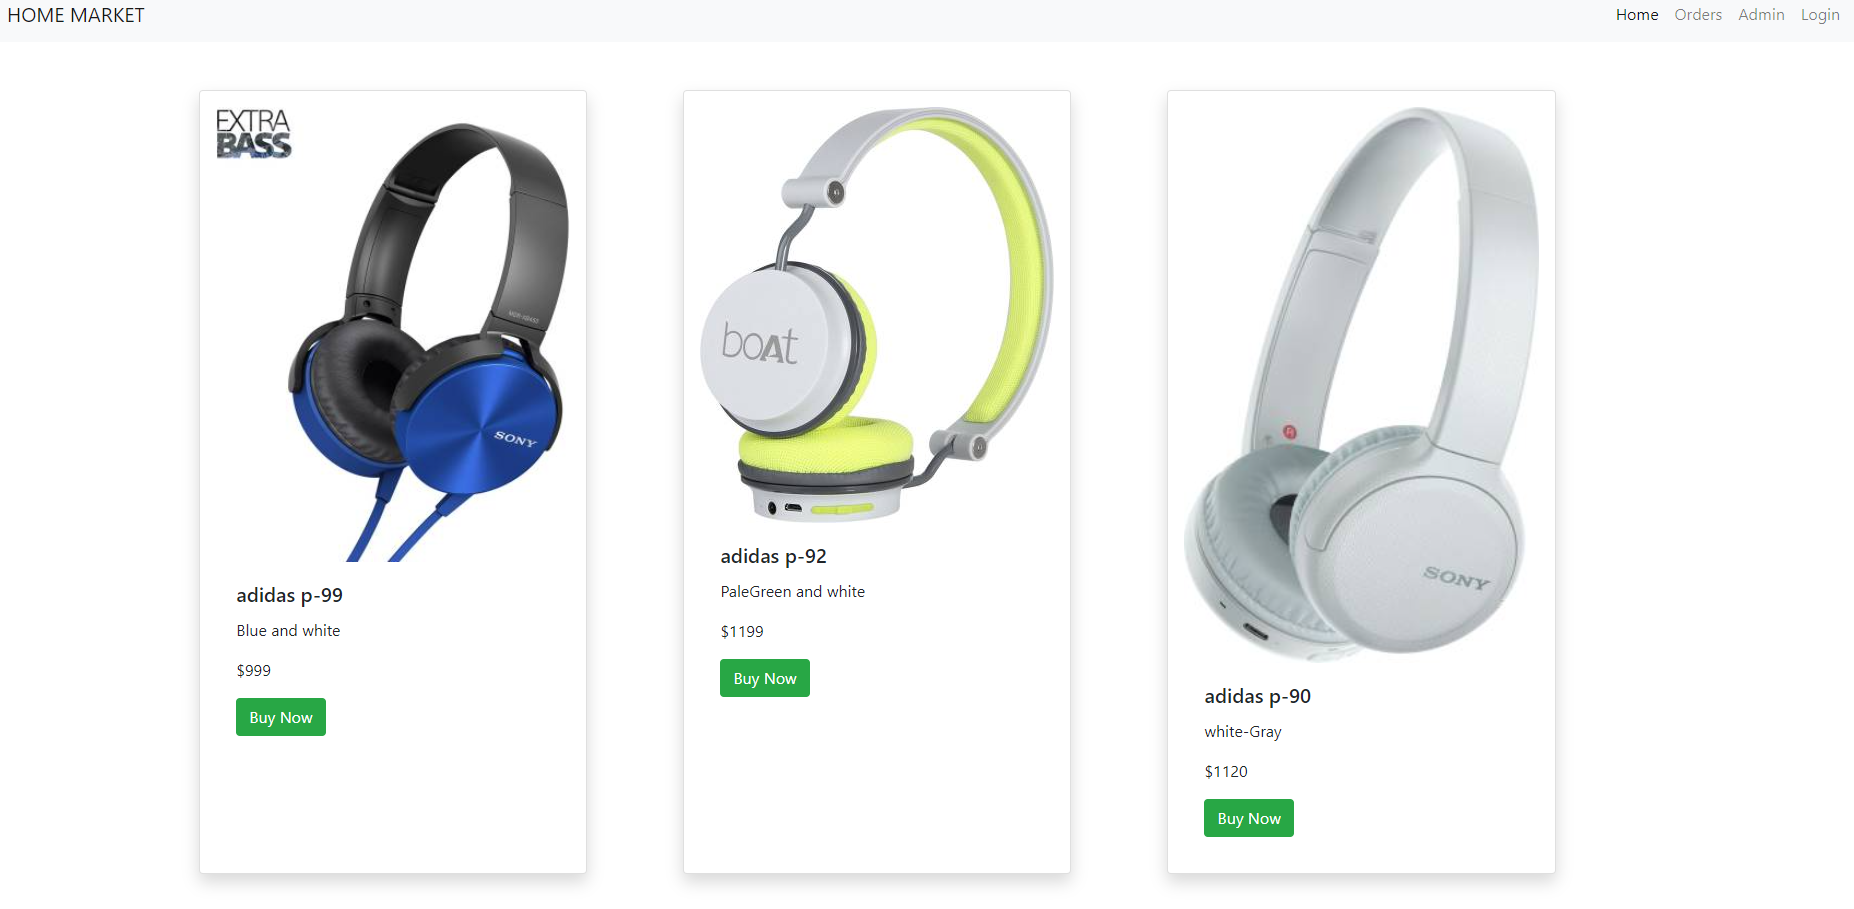 HOME MARKET
Home Orders Admin Login
EXTRA
BASS
SONY
adidas p-99
Blue and white
$999
Buy Now
boAt
adidas p-92
PaleGreen and white
$1199
Buy Now
SONY
adidas p-90
white-Gray
$1120
Buy Now